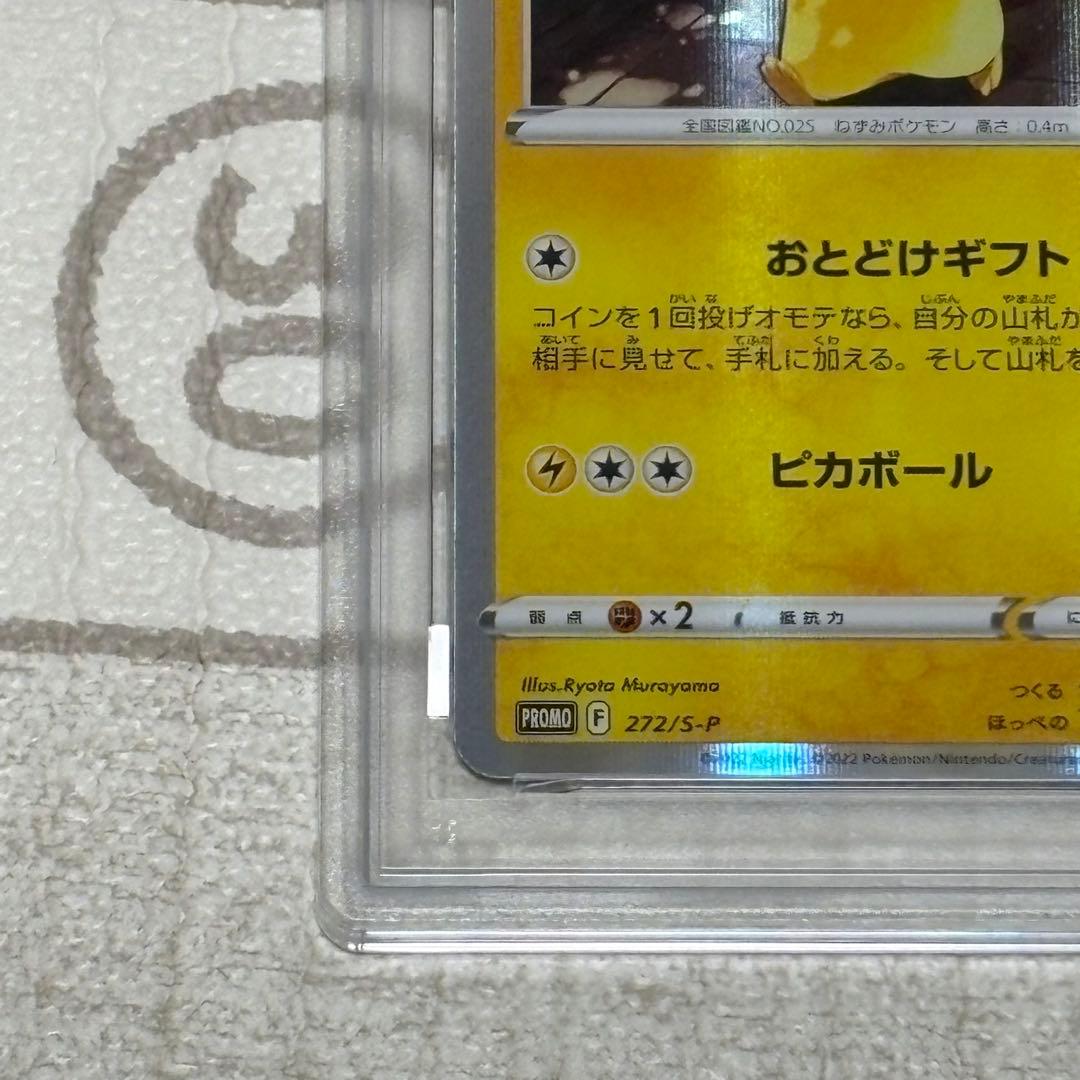 全国図鑑NO.025 ねずみポケモン 高さ:0.4m
おとどけギフト
コインを1回投げオモテなら、自分の山札か
相手に見せて、手札に加える。そして山札を
ピカボール
弱点 ×2 抵抗力 に
Illus.Ryota Murayama
つくる
PROMO F 272/S-P
ほっぺの
©2022 Pokémon/Nintendo/Creatures